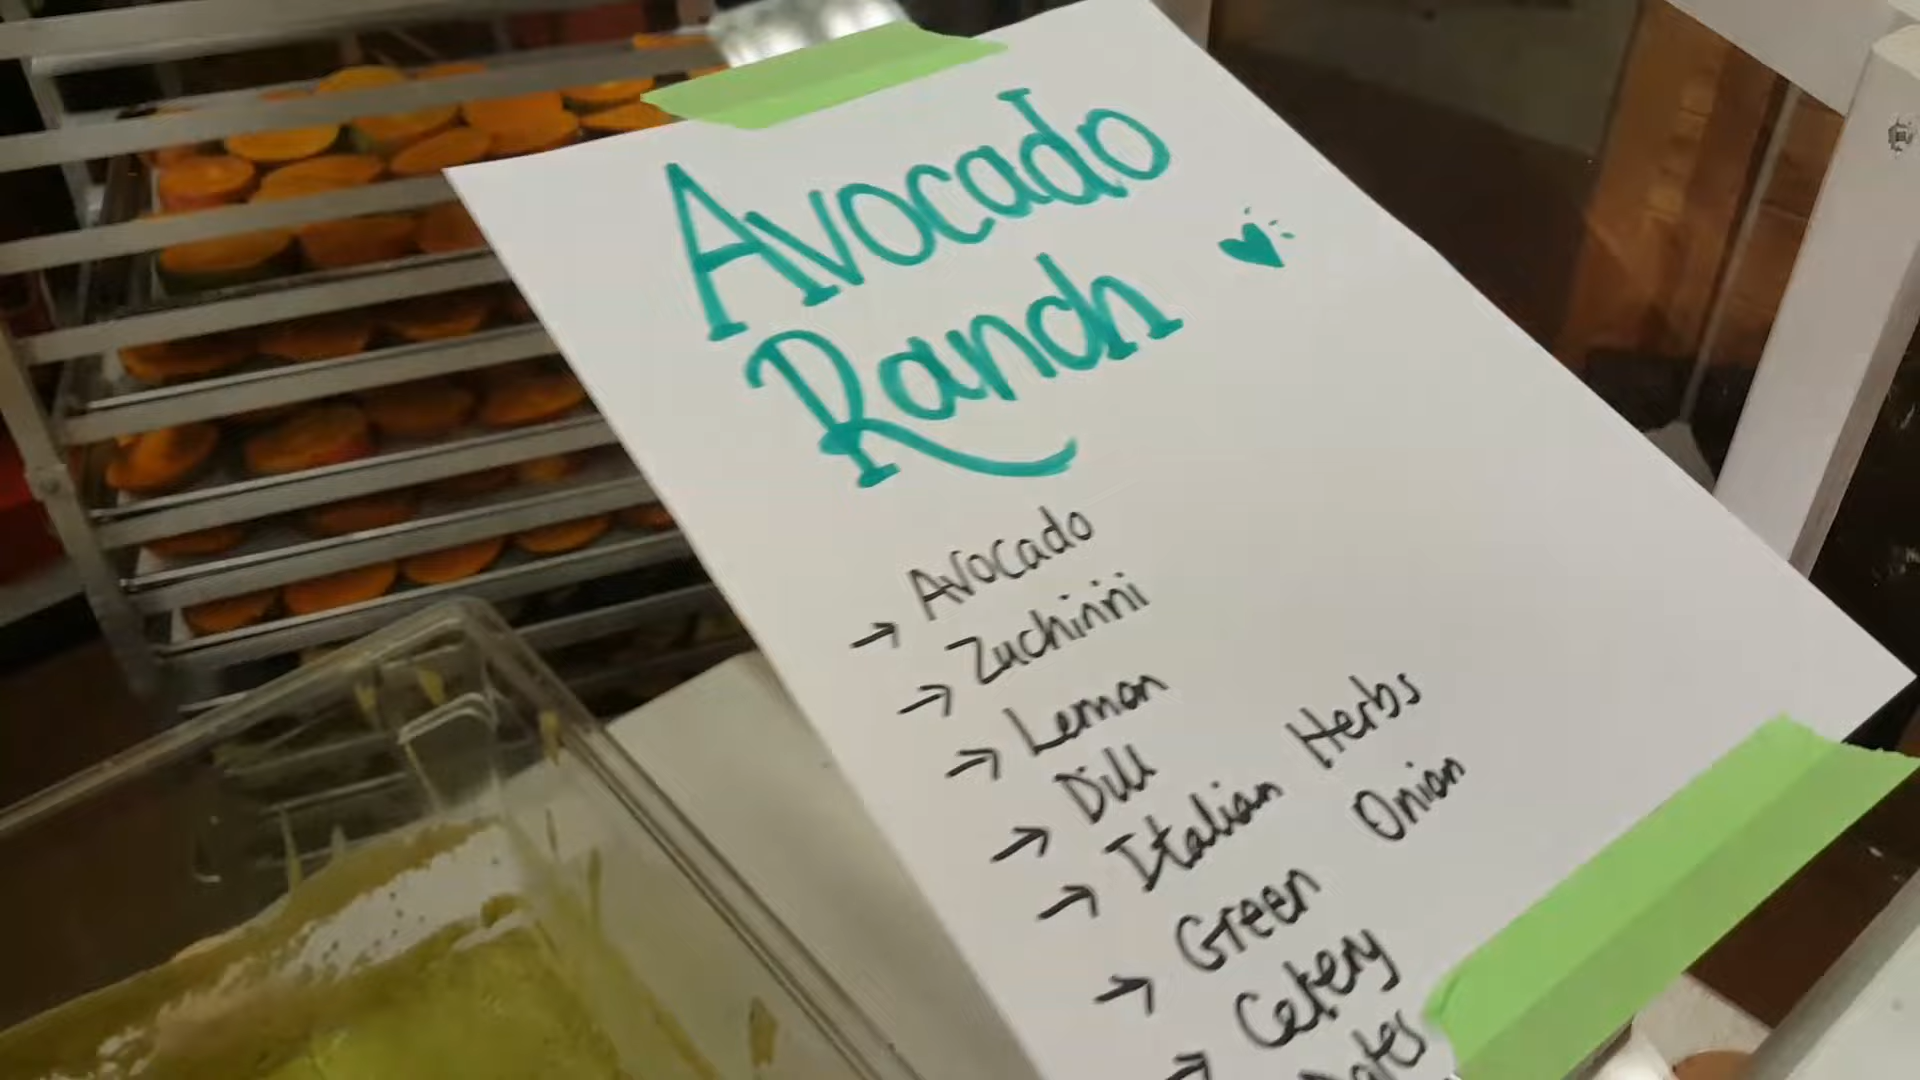 Avocado
Ranch
→ Avocado
→ Zuchinni
→ Lemon
→ Dill
→ Italian Herbs
→ Green Onion
→ Celery